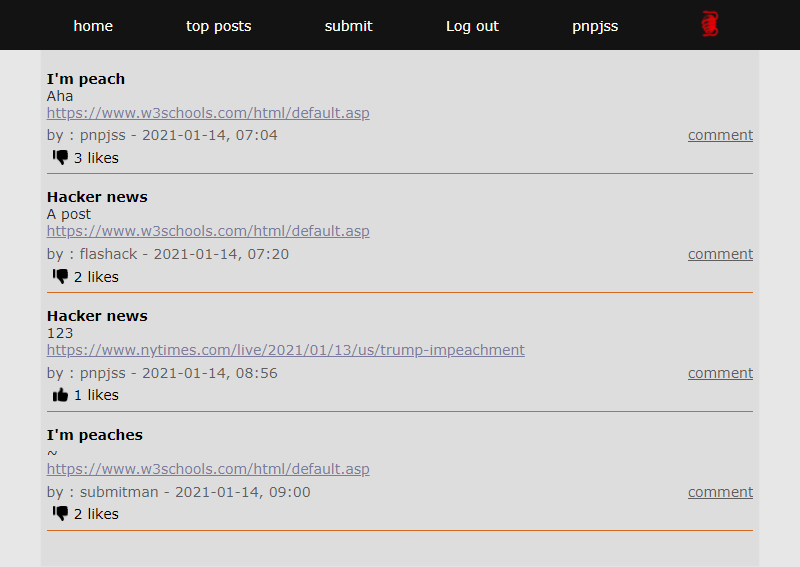 home top posts submit Log out pnpjss
I'm peach
Aha
https://www.w3schools.com/html/default.asp
by : pnpjss - 2021-01-14, 07:04 comment
3 likes
Hacker news
A post
https://www.w3schools.com/html/default.asp
by : flashack - 2021-01-14, 07:20 comment
2 likes
Hacker news
123
https://www.nytimes.com/live/2021/01/13/us/trump-impeachment
by : pnpjss - 2021-01-14, 08:56 comment
1 likes
I'm peaches
~
https://www.w3schools.com/html/default.asp
by : submitman - 2021-01-14, 09:00 comment
2 likes